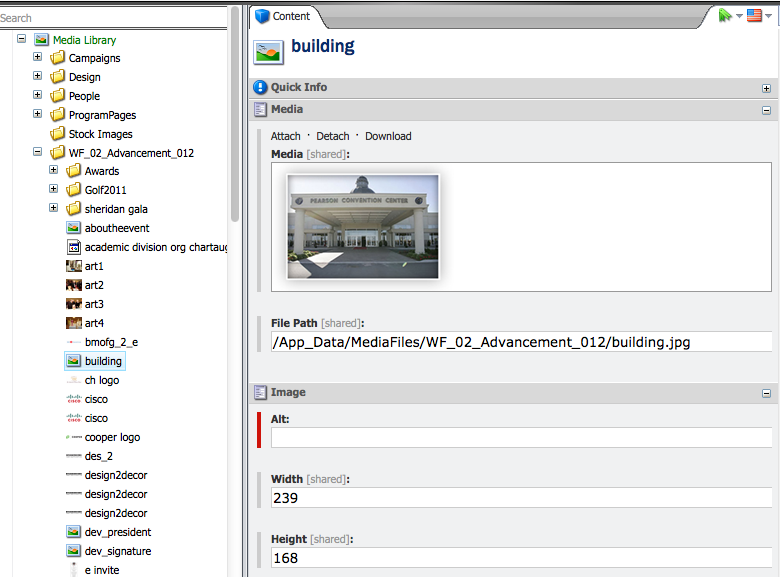 Search
Media Library
Campaigns
Design
People
ProgramPages
Stock Images
WF_02_Advancement_012
Awards
Golf2011
sheridan gala
abouttheevent
academic division org chartaug
art1
art2
art3
art4
bmofg_2_e
building
ch logo
cisco
cisco
cooper logo
des_2
design2decor
design2decor
design2decor
dev_president
dev_signature
e invite
Content
building
Quick Info
Media
Attach · Detach · Download
Media [shared]:
PEARSON CONVENTION CENTER
File Path [shared]:
/App_Data/MediaFiles/WF_02_Advancement_012/building.jpg
Image
Alt:
Width [shared]:
239
Height [shared]:
168